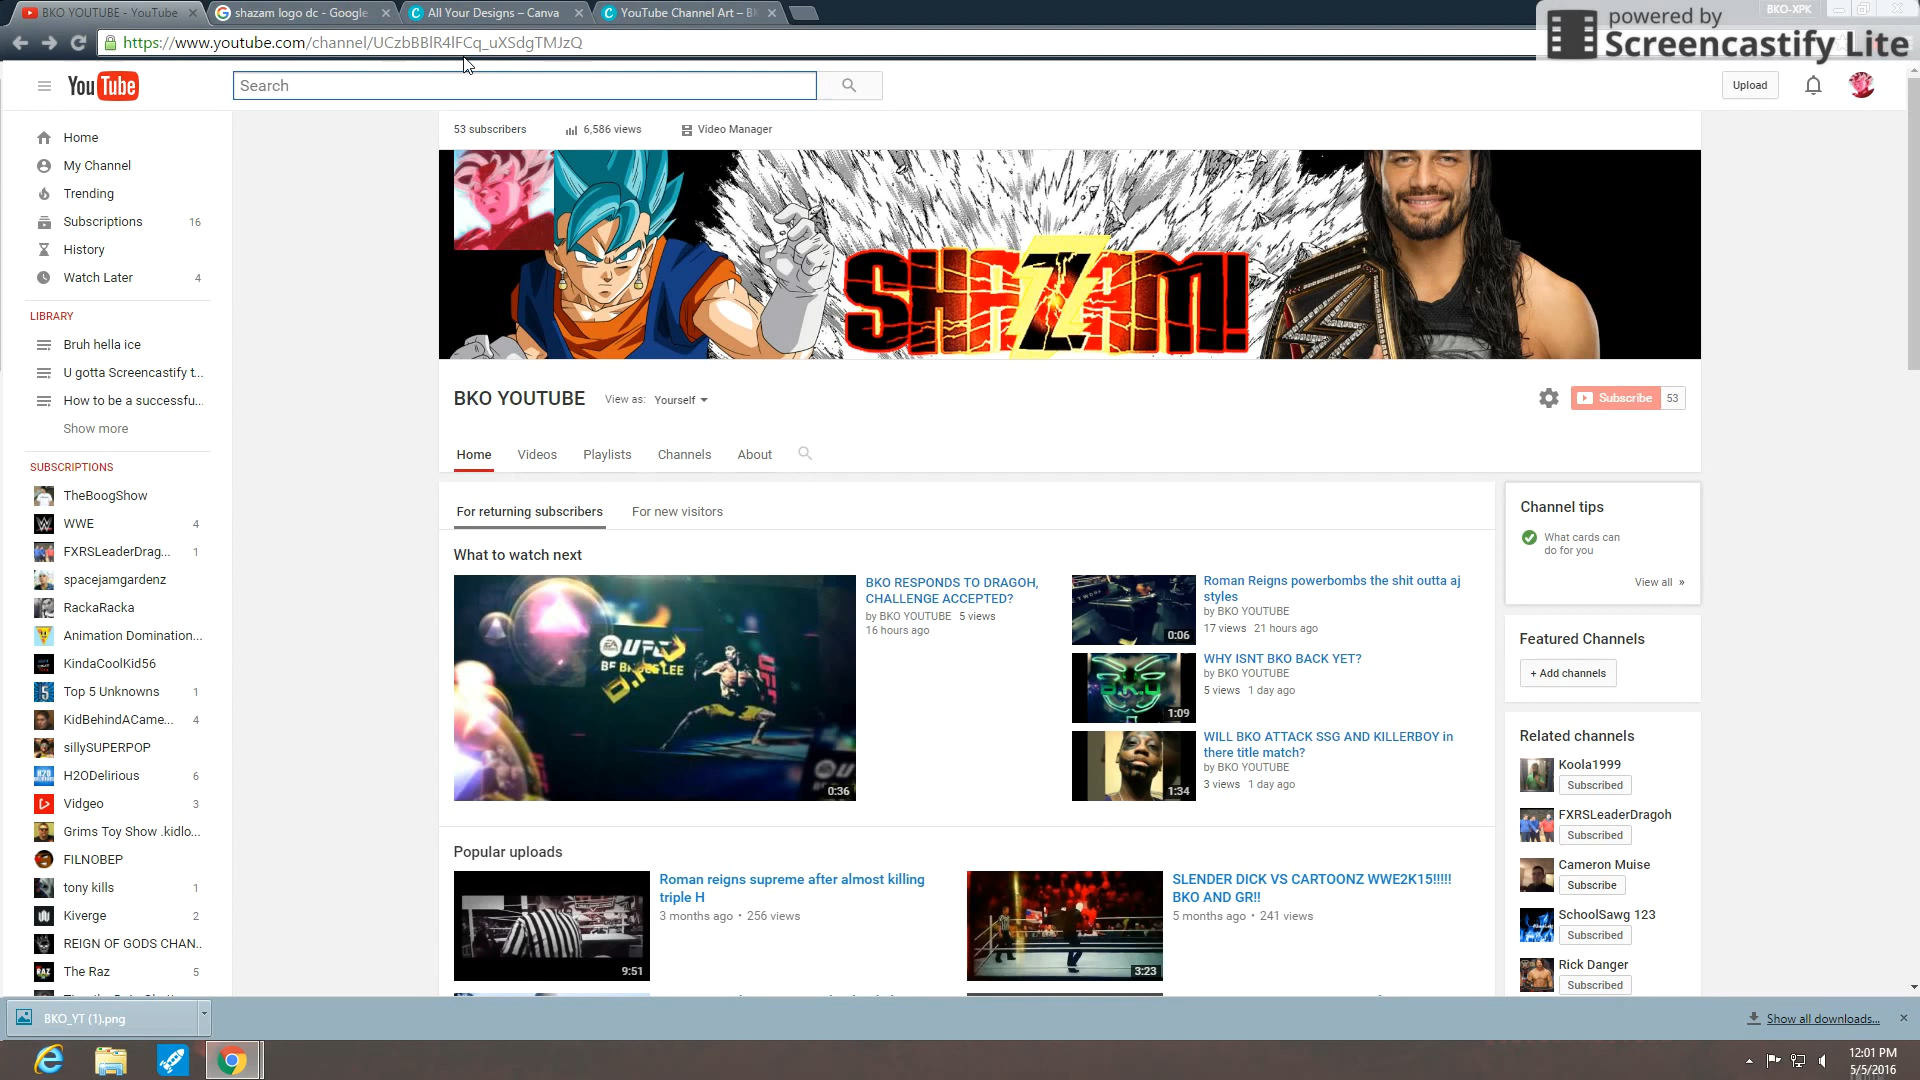 BKO YOUTUBE - YouTube
shazam logo dc - Google
All Your Designs – Canva
YouTube Channel Art – B
BKO-XPK
powered by
Screencastify Lite
https://www.youtube.com/channel/UCzbBBlR4lFCq_uXSdgTMJzQ
YouTube
Search
Upload
Home
My Channel
Trending
Subscriptions 16
History
Watch Later 4
LIBRARY
Bruh hella ice
U gotta Screencastify t...
How to be a successfu...
Show more
SUBSCRIPTIONS
TheBoogShow
WWE 4
FXRSLeaderDrag... 1
spacejamgardenz
RackaRacka
Animation Domination...
KindaCoolKid56
Top 5 Unknowns 1
KidBehindACame... 4
sillySUPERPOP
H2ODelirious 6
Vidgeo 3
Grims Toy Show .kidlo...
FILNOBEP
tony kills 1
Kiverge 2
REIGN OF GODS CHAN..
The Raz 5
53 subscribers
6,586 views
Video Manager
SHAZAM!
BKO YOUTUBE
View as: Yourself
Subscribe 53
Home
Videos
Playlists
Channels
About
For returning subscribers
For new visitors
What to watch next
EA UFC
0:36
BKO RESPONDS TO DRAGOH,
CHALLENGE ACCEPTED?
by BKO YOUTUBE 5 views
16 hours ago
0:06
Roman Reigns powerbombs the shit outta aj
styles
by BKO YOUTUBE
17 views 21 hours ago
B.K.O
1:09
WHY ISNT BKO BACK YET?
by BKO YOUTUBE
5 views 1 day ago
1:34
WILL BKO ATTACK SSG AND KILLERBOY in
there title match?
by BKO YOUTUBE
3 views 1 day ago
Popular uploads
9:51
Roman reigns supreme after almost killing
triple H
3 months ago • 256 views
3:23
SLENDER DICK VS CARTOONZ WWE2K15!!!!!
BKO AND GR!!
5 months ago • 241 views
Channel tips
What cards can
do for you
View all »
Featured Channels
+ Add channels
Related channels
Koola1999
Subscribed
FXRSLeaderDragoh
Subscribed
Cameron Muise
Subscribe
SchoolSawg 123
Subscribed
Rick Danger
Subscribed
BKO_YT (1).png
Show all downloads...
12:01 PM
5/5/2016